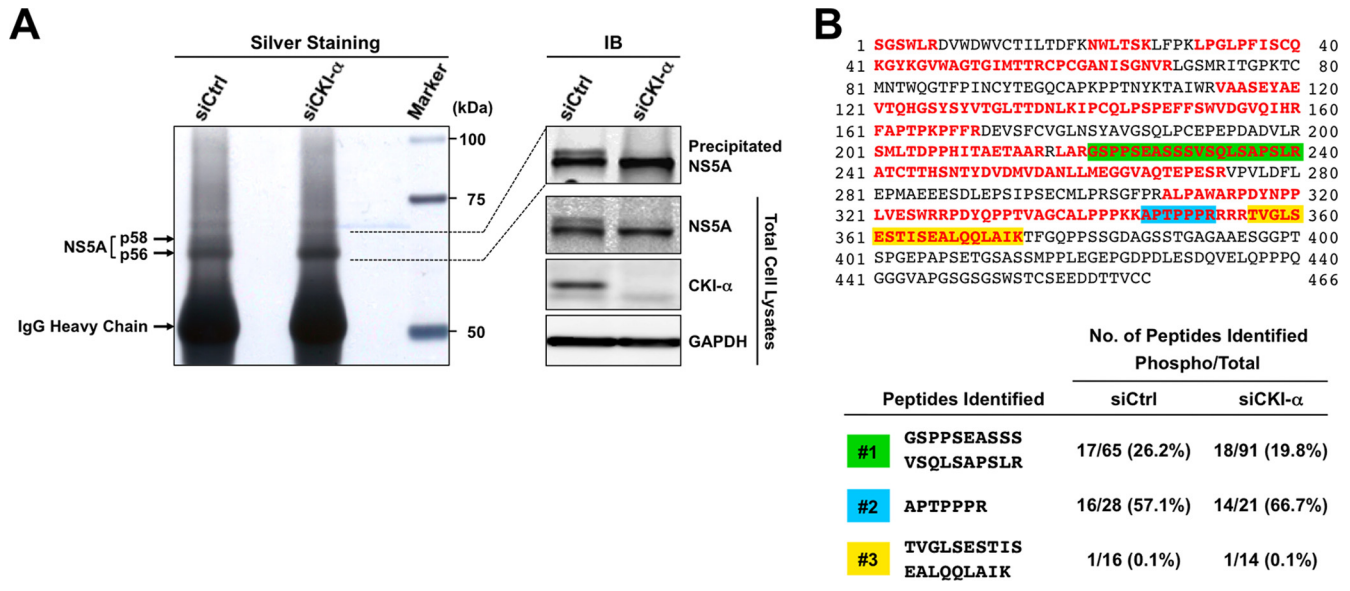 A
Silver Staining
siCtrl
siCKI-α
Marker
(kDa)
100
75
50
NS5A
p58
p56
IgG Heavy Chain
IB
siCtrl
siCKI-α
Precipitated
NS5A
NS5A
CKI-α
GAPDH
Total Cell Lysates
B
1 SGSWLRDVWDWVCTILTDFKNWLTSKLFPKLPGLPFISCQ 40
41 KGYKGVWAGTGIMTTRCPCGANISGNVRLGSMRITGPKTC 80
81 MNTWQGTFPINCYTEGQCAPKPPTNYKTAIWRVAASEYAE 120
121 VTQHGSYSYVTGLTTDNLKIPCQLPSPEFFSWVDGVQIHR 160
161 FAPTPKPFFRDEVSFCVGLNSYAVGSQLPCEPEPDADVLR 200
201 SMLTDPPHITAETAARRLARGSPPSEASSSVSQLSAPSLR 240
241 ATCTTHSNTYDVDMVDANLLMEGGVAQTEPESRVPVLDFL 280
281 EPMAEEESDLEPSIPSECMLPRSGFPRALPAWARPDYNPP 320
321 LVESWRRPDYQPPTVAGCALPPPKKAPTPPPRRRRTVGLS 360
361 ESTISEALQQLAIKTFGQPPSSGDAGSSTGAGAAESGGPT 400
401 SPGEPAPSETGSASSMPPLEGEPGDPDLESDQVELQPPPQ 440
441 GGGVAPGSGSGSWSTCSEEDDTTVCC 466
No. of Peptides Identified
Phospho/Total
Peptides Identified siCtrl siCKI-α
#1 GSPPSEASSS
VSQLSAPSLR 17/65 (26.2%) 18/91 (19.8%)
#2 APTPPPR 16/28 (57.1%) 14/21 (66.7%)
#3 TVGLSESTIS
EALQQLAIK 1/16 (0.1%) 1/14 (0.1%)